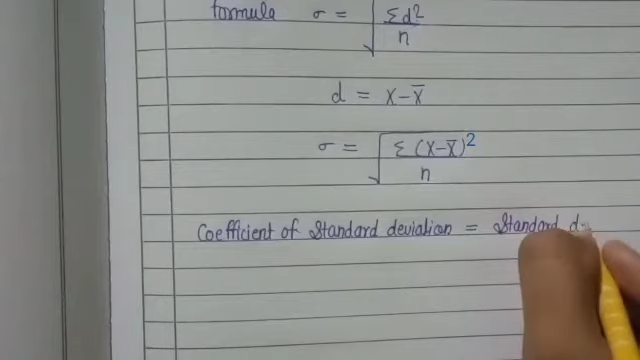 formula σ = √Σd²/n
d = x - x̄
σ = √Σ(x-x̄)²/n
Coefficient of Standard deviation = Standard d